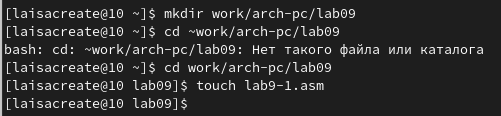 [laisacreate@10 ~]$ mkdir work/arch-pc/lab09
[laisacreate@10 ~]$ cd ~work/arch-pc/lab09
bash: cd: ~work/arch-pc/lab09: Нет такого файла или каталога
[laisacreate@10 ~]$ cd work/arch-pc/lab09
[laisacreate@10 lab09]$ touch lab9-1.asm
[laisacreate@10 lab09]$